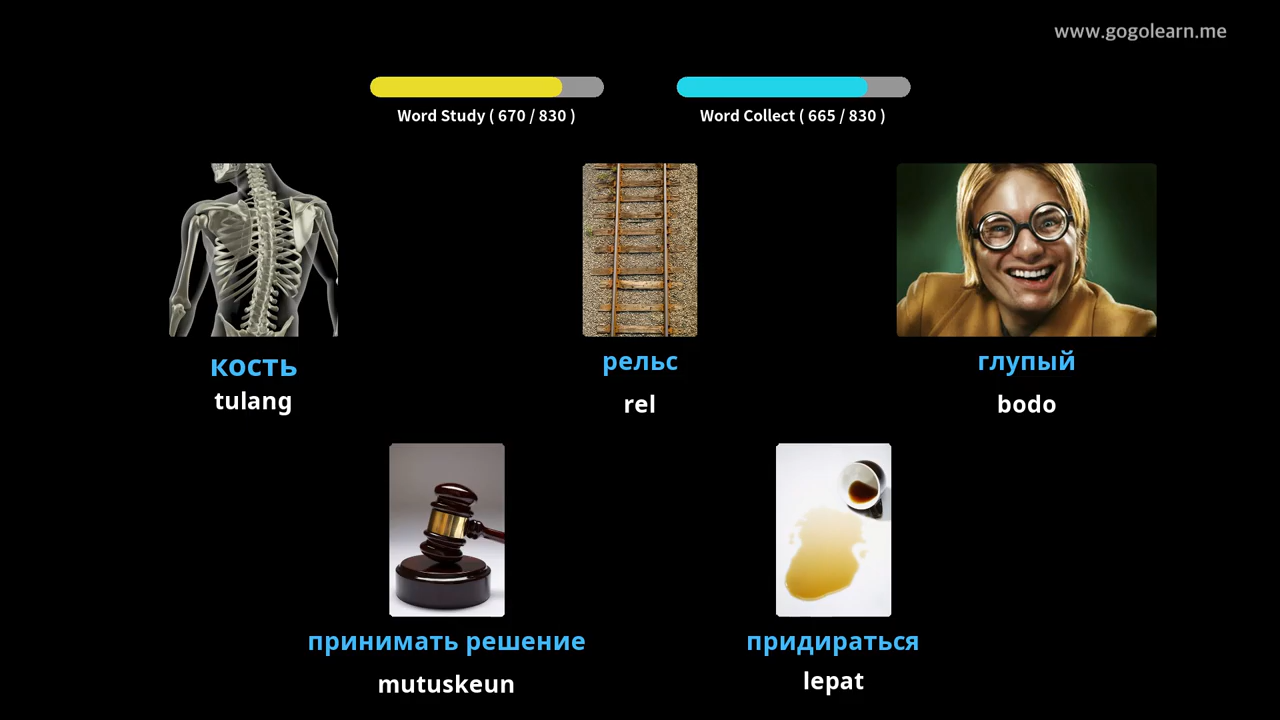 www.gogolearn.me
Word Study ( 670 / 830 )
Word Collect ( 665 / 830 )
кость
tulang
рельс
rel
глупый
bodo
принимать решение
mutuskeun
придираться
lepat